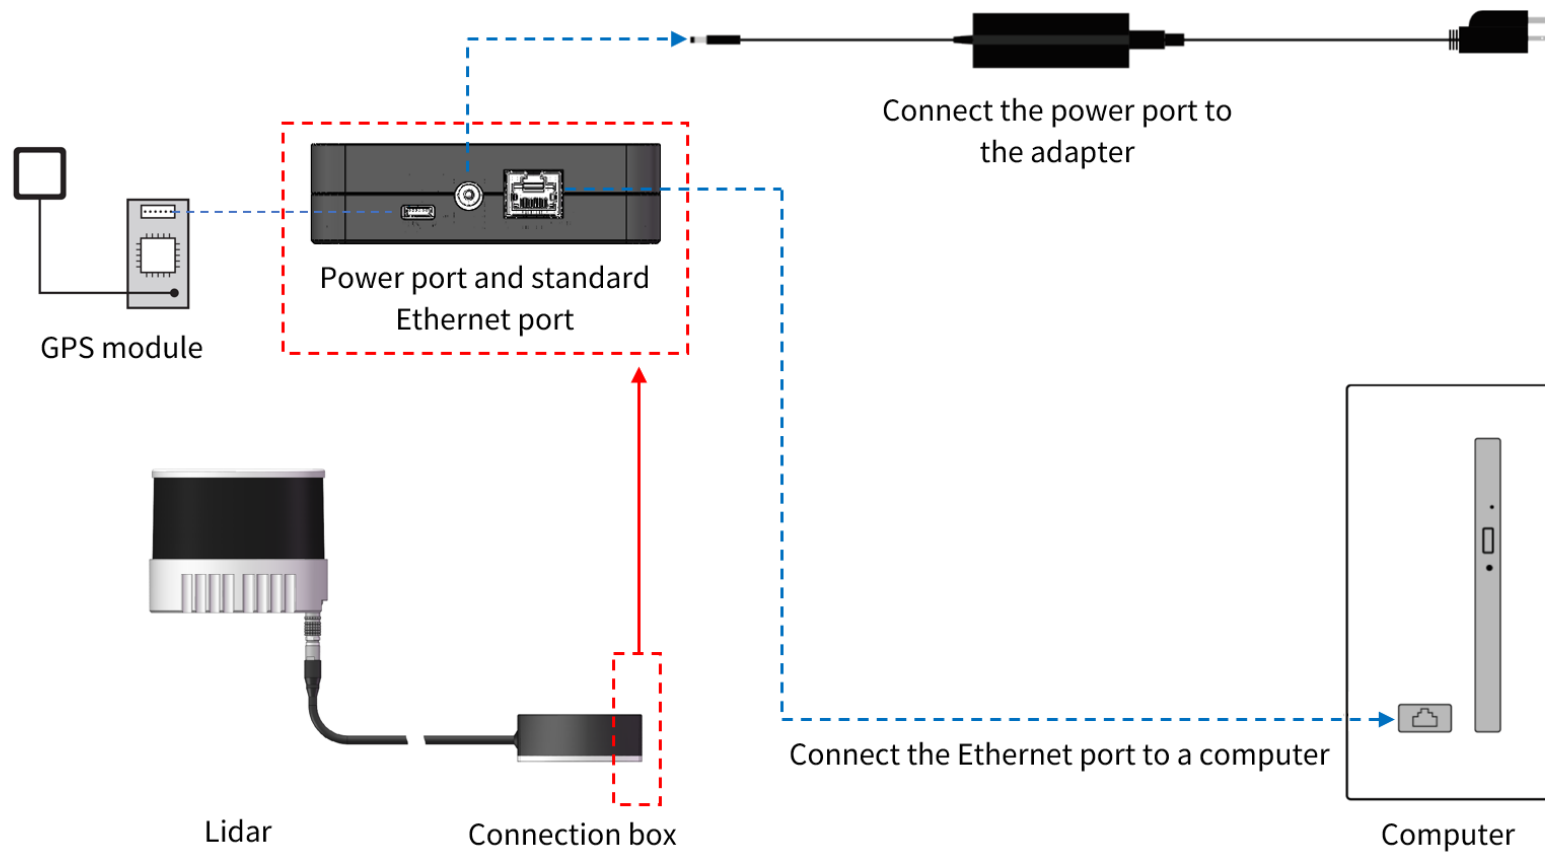 Connect the power port to
the adapter
Power port and standard
Ethernet port
GPS module
Connect the Ethernet port to a computer
Lidar
Connection box
Computer